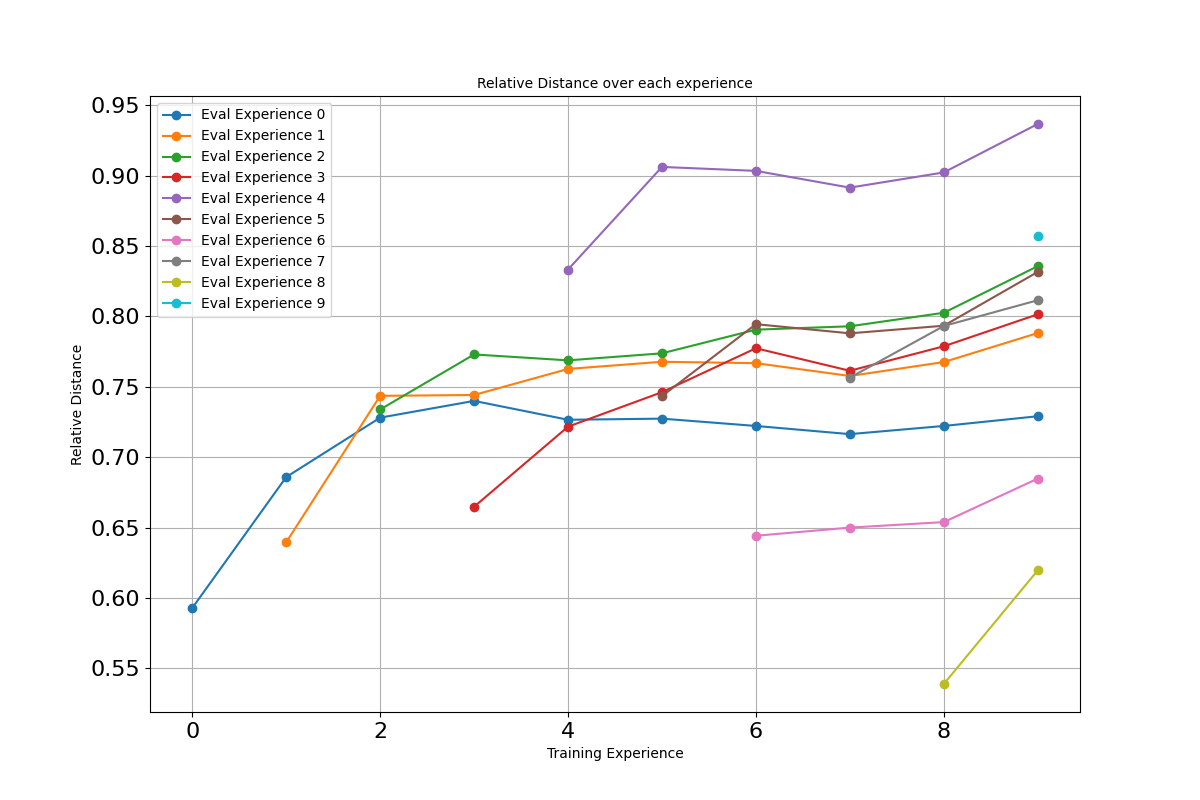 Relative Distance over each experience
0.95
0.90
0.85
0.80
0.75
0.70
0.65
0.60
0.55
Relative Distance
Eval Experience 0
Eval Experience 1
Eval Experience 2
Eval Experience 3
Eval Experience 4
Eval Experience 5
Eval Experience 6
Eval Experience 7
Eval Experience 8
Eval Experience 9
0 2 4 6 8
Training Experience